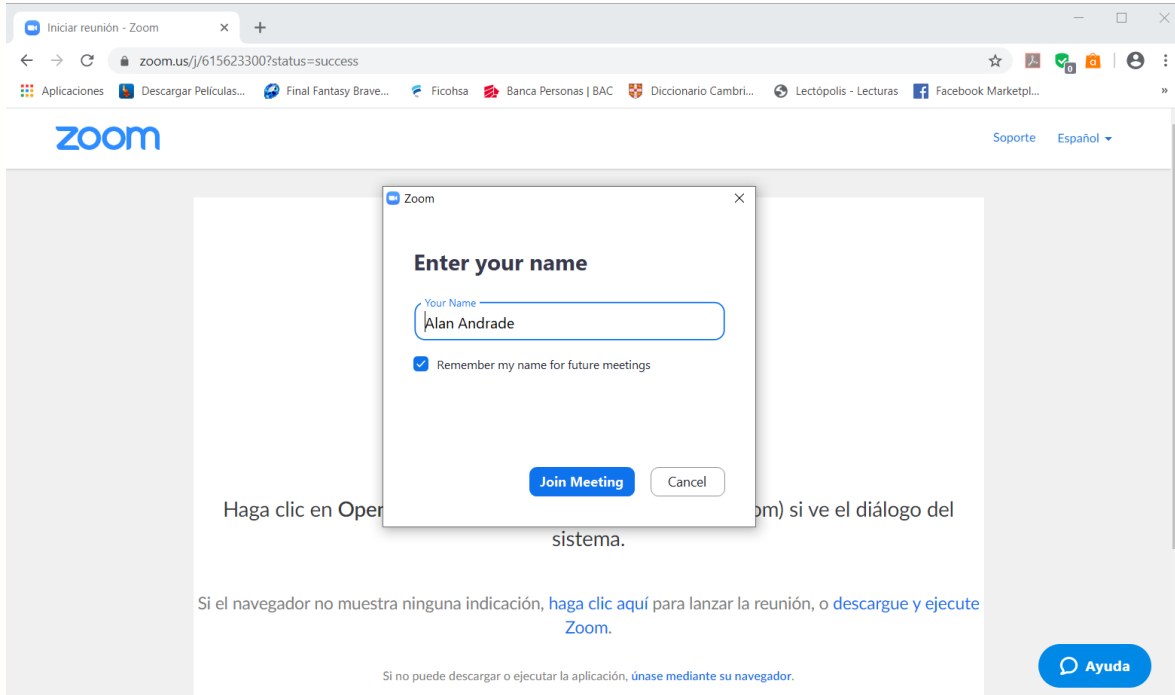 Iniciar reunión - Zoom
zoom.us/j/615623300?status=success
Aplicaciones Descargar Películas... Final Fantasy Brave... Ficohsa Banca Personas | BAC Diccionario Cambri... Lectópolis - Lecturas Facebook Marketpl... »
zoom Soporte Español
Zoom
Enter your name
Your Name
Alan Andrade
Remember my name for future meetings
Join Meeting Cancel
Haga clic en Open om) si ve el diálogo del
sistema.
Si el navegador no muestra ninguna indicación, haga clic aquí para lanzar la reunión, o descargue y ejecute
Zoom.
Si no puede descargar o ejecutar la aplicación, únase mediante su navegador.
Ayuda